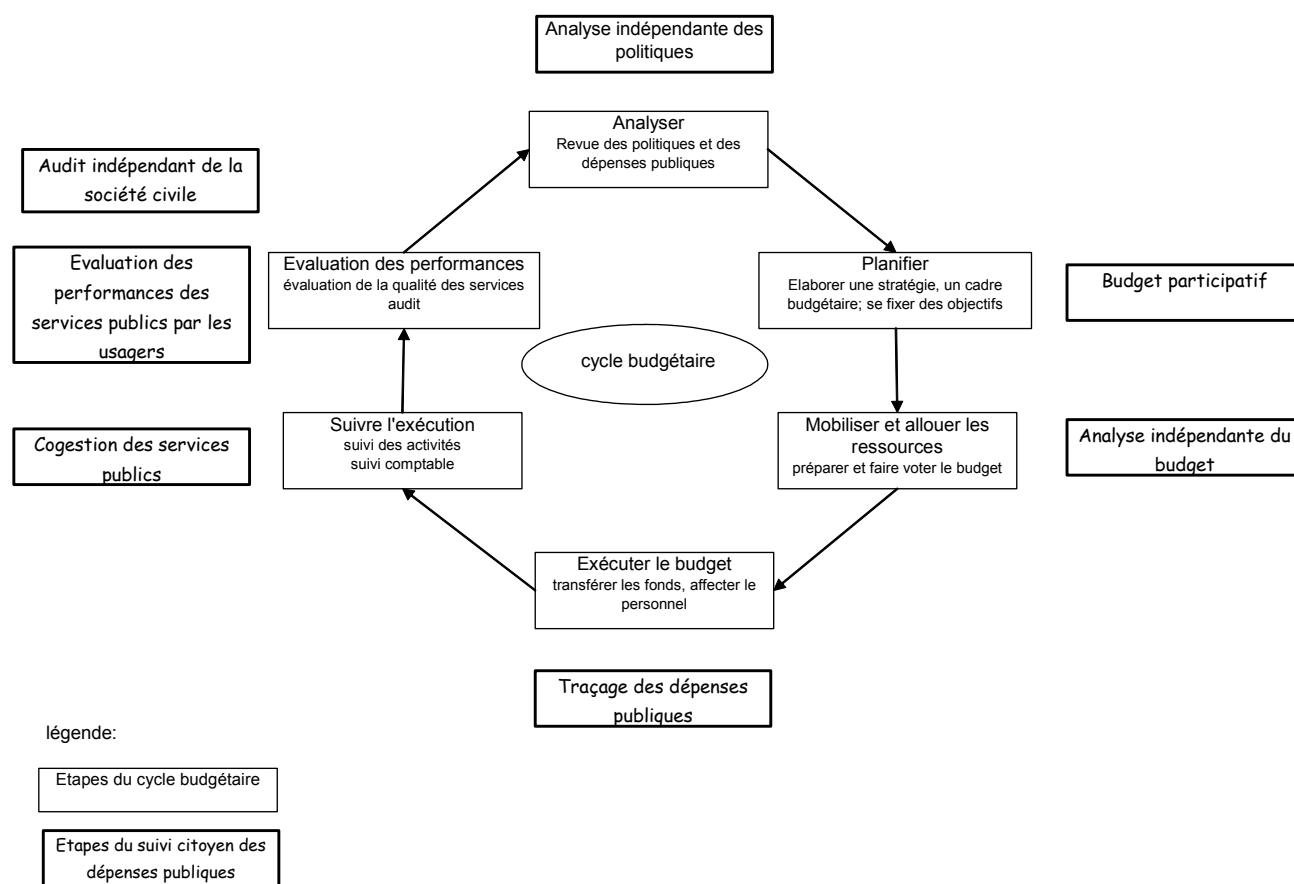 Analyse indépendante des
politiques
Analyser
Revue des politiques et des
dépenses publiques
Audit indépendant de la
société civile
Evaluation des
performances des
services publics par les
usagers
Evaluation des performances
évaluation de la qualité des services
audit
Planifier
Elaborer une stratégie, un cadre
budgétaire; se fixer des objectifs
Budget participatif
cycle budgétaire
Cogestion des services
publics
Suivre l'exécution
suivi des activités
suivi comptable
Mobiliser et allouer les
ressources
préparer et faire voter le budget
Analyse indépendante du
budget
Exécuter le budget
transférer les fonds, affecter le
personnel
Traçage des dépenses
publiques
légende:
Etapes du cycle budgétaire
Etapes du suivi citoyen des
dépenses publiques